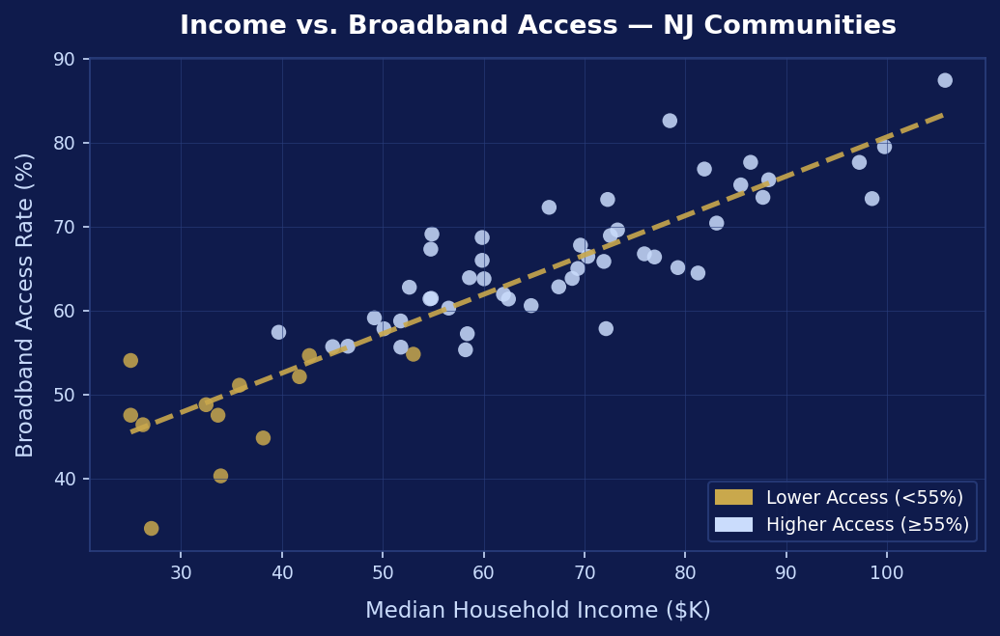 Income vs. Broadband Access — NJ Communities
Broadband Access Rate (%)
90
80
70
60
50
40
30 40 50 60 70 80 90 100
Median Household Income ($K)
Lower Access (<55%)
Higher Access (≥55%)